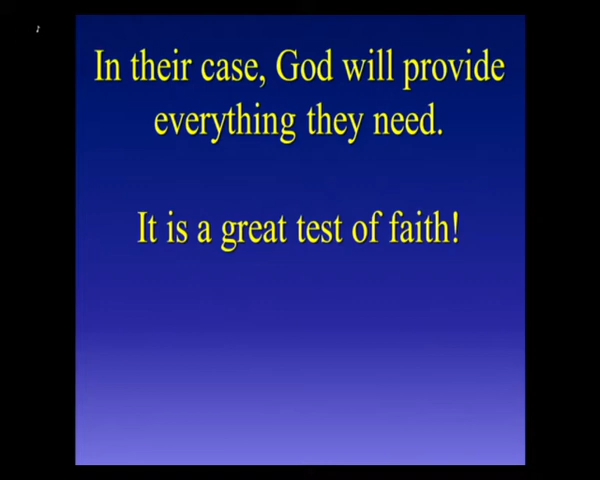 In their case, God will provide
everything they need.
It is a great test of faith!